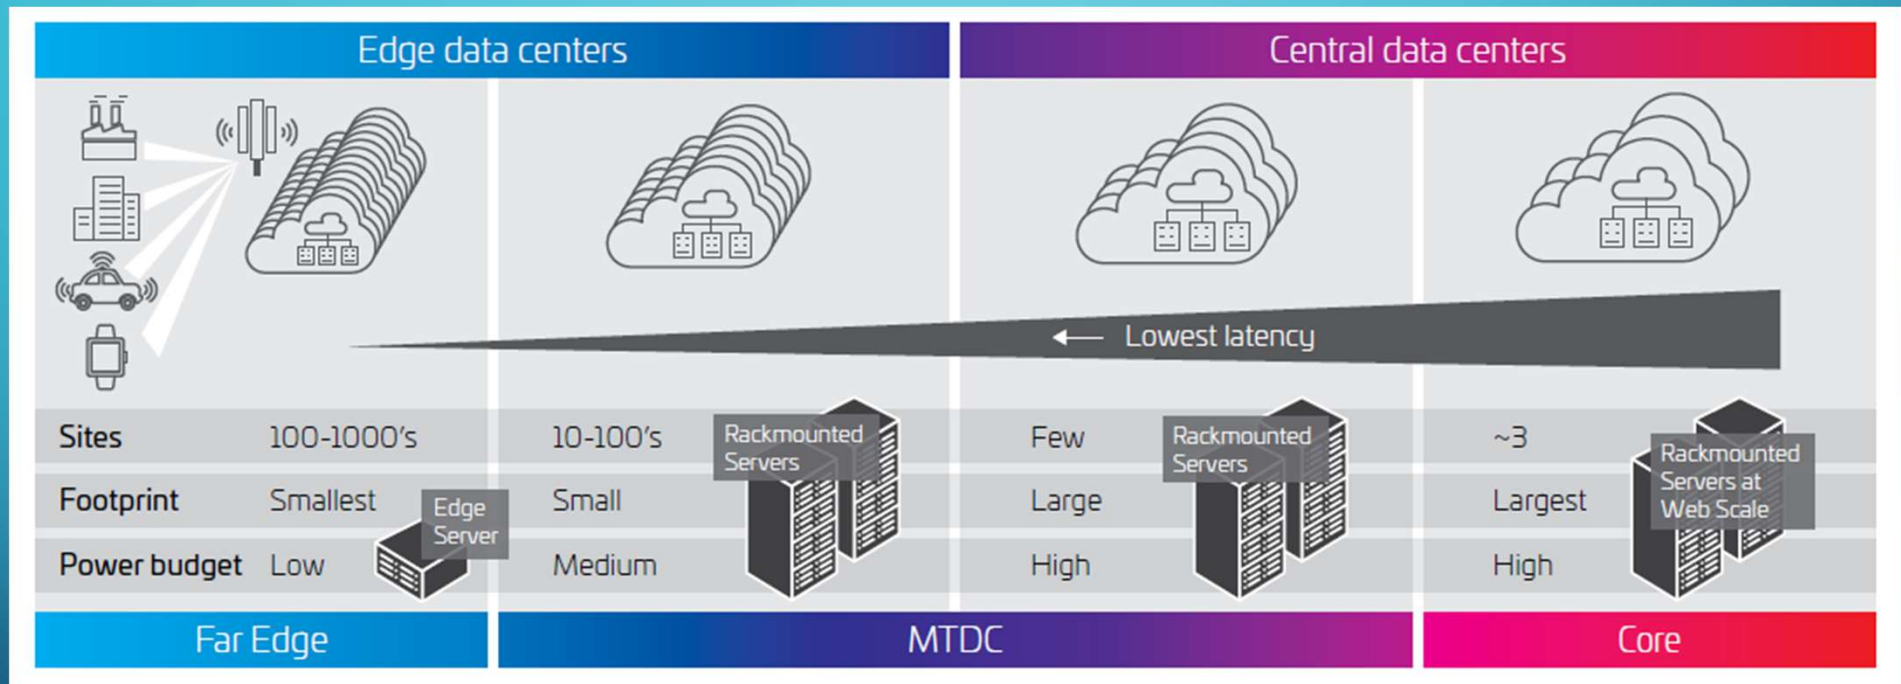 Edge data centers
Central data centers
← Lowest latency
Sites 100-1000's 10-100's Few ~3
Rackmounted
Servers
Rackmounted
Servers
Rackmounted
Servers at
Web Scale
Footprint Smallest Small Large Largest
Edge
Server
Power budget Low Medium High High
Far Edge
MTDC
Core